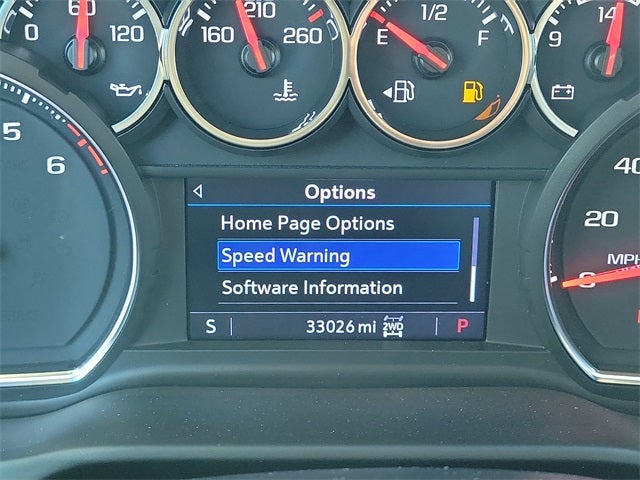 0 60 120
160 210 260
E 1/2 F
9 14
5
6
Options
Home Page Options
Speed Warning
Software Information
S 33026 mi 2WD P
40
20
MPH
0